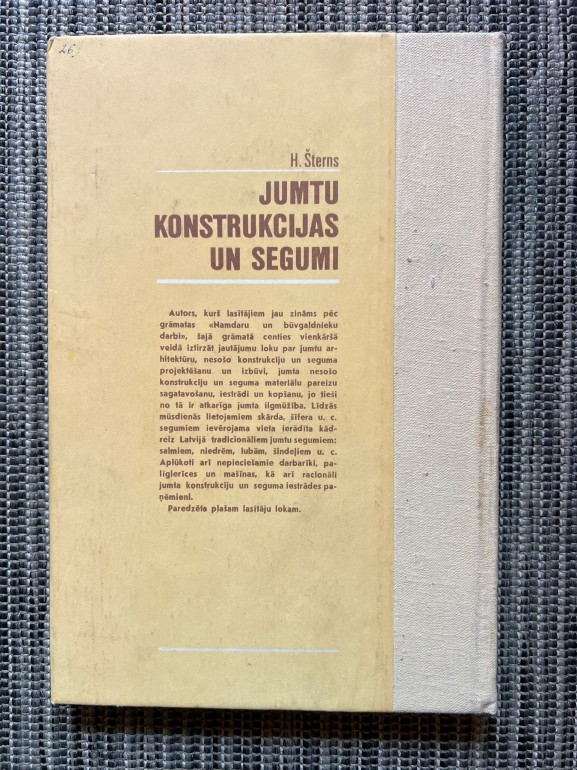 26
H. Šterns
JUMTU
KONSTRUKCIJAS
UN SEGUMI
Autors, kurš lasītājiem jau zināms pēc
grāmatas «Namdaru un būvgaldnieku
darbi», šajā grāmatā centies vienkāršā
veidā iztirzāt jautājumu loku par jumtu ar-
hitektūru, nesošo konstrukciju un seguma
projektēšanu un izbūvi, jumta nesošo
konstrukciju un seguma materiālu pareizu
sagatavošanu, iestrādi un kopšanu, jo tieši
no tā ir atkarīga jumta ilgmūžība. Līdzās
mūsdienās lietojamiem skārda, šīfera u. c.
segumiem ievērojama vieta ierādīta kād-
reiz Latvijā tradicionāliem jumtu segumiem:
salmiem, niedrēm, lubām, šindeļiem u. c.
Aplūkoti arī nepieciešamie darbarīki, pa-
līgierīces un mašīnas, kā arī racionāli
jumta konstrukciju un seguma iestrādes pa-
ņēmieni.
Paredzēta plašam lasītāju lokam.